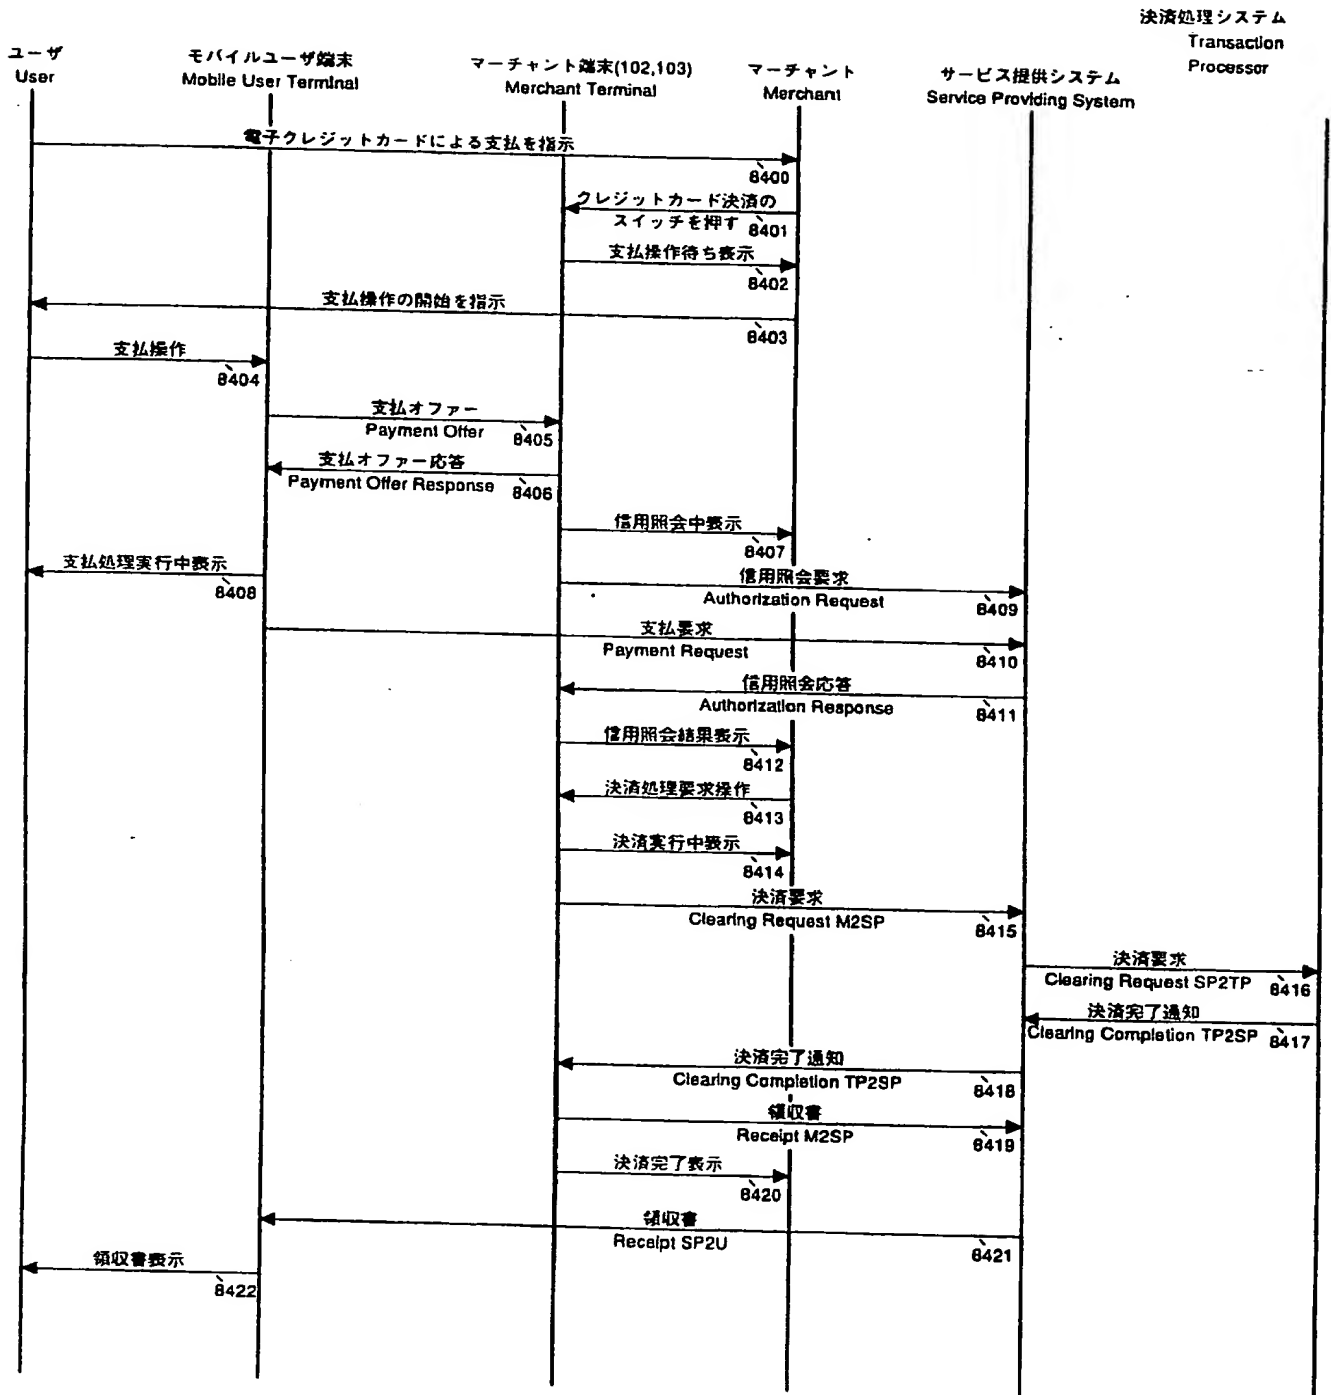 決済処理システム
Transaction
Processor
ユーザ
User
モバイルユーザ端末
Mobile User Terminal
マーチャント端末(102,103)
Merchant Terminal
マーチャント
Merchant
サービス提供システム
Service Providing System
電子クレジットカードによる支払を指示
8400
クレジットカード決済の
スイッチを押す
8401
支払操作待ち表示
8402
支払操作の開始を指示
8403
支払操作
8404
支払オファー
Payment Offer
8405
支払オファー応答
Payment Offer Response
8406
信用照会中表示
8407
支払処理実行中表示
8408
信用照会要求
Authorization Request
8409
支払要求
Payment Request
8410
信用照会応答
Authorization Response
8411
信用照会結果表示
8412
決済処理要求操作
8413
決済実行中表示
8414
決済要求
Clearing Request M2SP
8415
決済要求
Clearing Request SP2TP
8416
決済完了通知
Clearing Completion TP2SP
8417
決済完了通知
Clearing Completion TP2SP
8418
領収書
Receipt M2SP
8419
決済完了表示
8420
領収書
Receipt SP2U
8421
領収書表示
8422